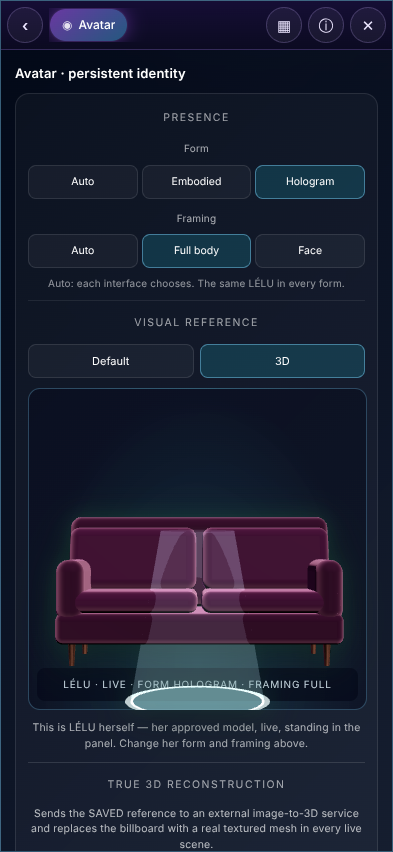 Avatar
Avatar · persistent identity
PRESENCE
Form
Auto Embodied Hologram
Framing
Auto Full body Face
Auto: each interface chooses. The same LÉLU in every form.
VISUAL REFERENCE
Default 3D
LÉLU · LIVE · FORM HOLOGRAM · FRAMING FULL
This is LÉLU herself — her approved model, live, standing in the
panel. Change her form and framing above.
TRUE 3D RECONSTRUCTION
Sends the SAVED reference to an external image-to-3D service
and replaces the billboard with a real textured mesh in every live
scene.